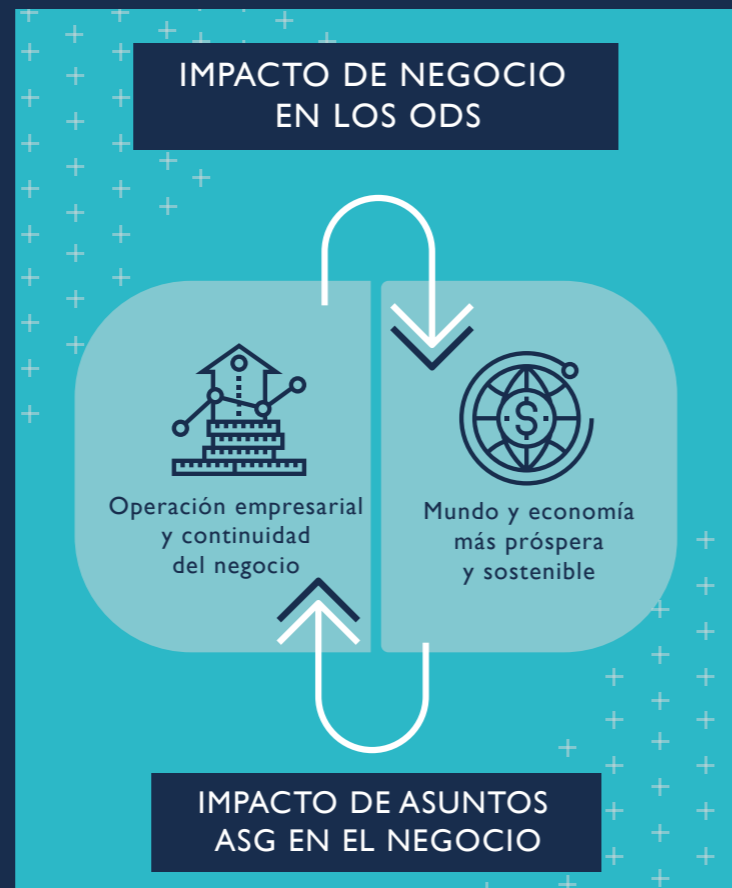 IMPACTO DE NEGOCIO
EN LOS ODS
Operación empresarial
y continuidad
del negocio
Mundo y economía
más próspera
y sostenible
IMPACTO DE ASUNTOS
ASG EN EL NEGOCIO